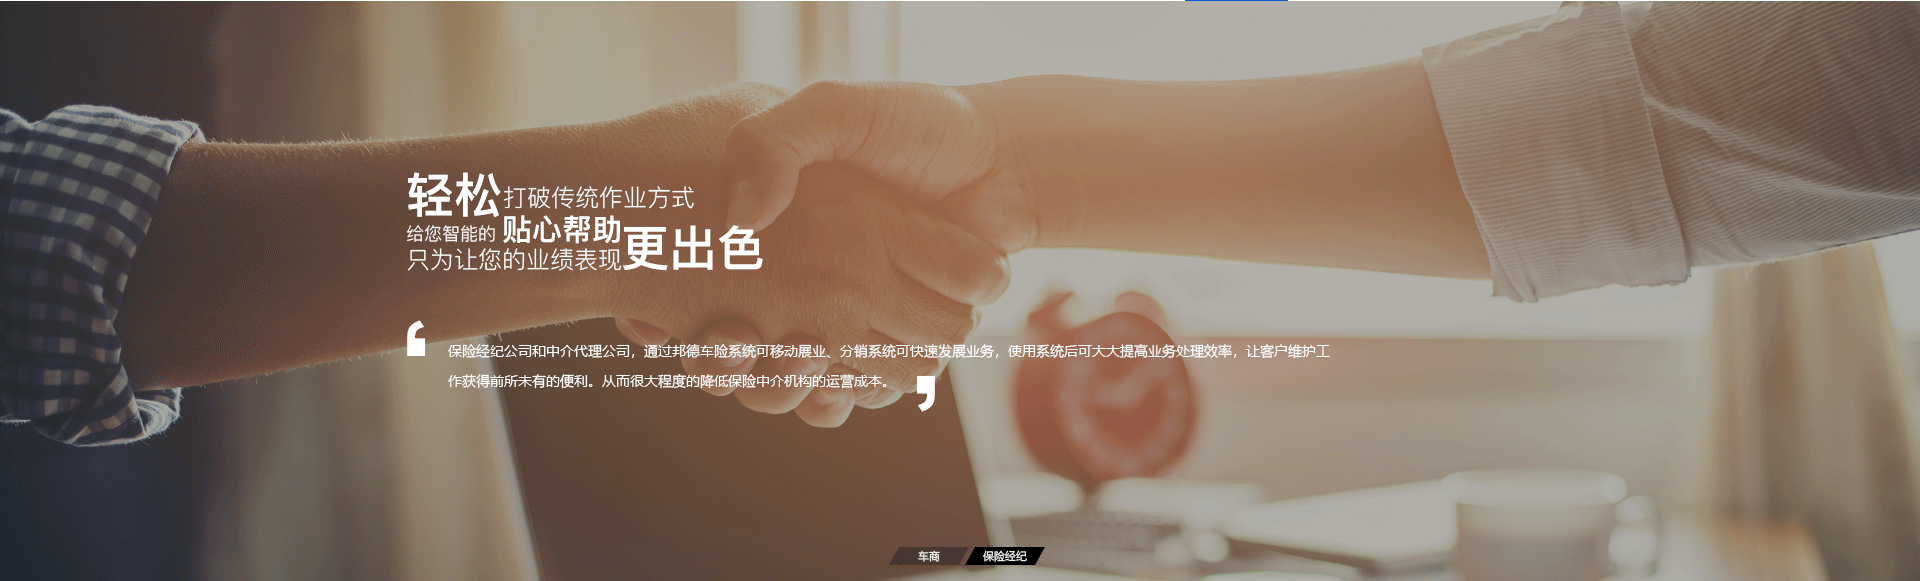 轻松打破传统作业方式
给您智能的 贴心帮助
只为让您的业绩表现更出色
保险经纪公司和中介代理公司，通过邦德车险系统可移动展业、分销系统可快速发展业务，使用系统后可大大提高业务处理效率，让客户维护工
作获得前所未有的便利。从而很大程度的降低保险中介机构的运营成本。
车商
保险经纪